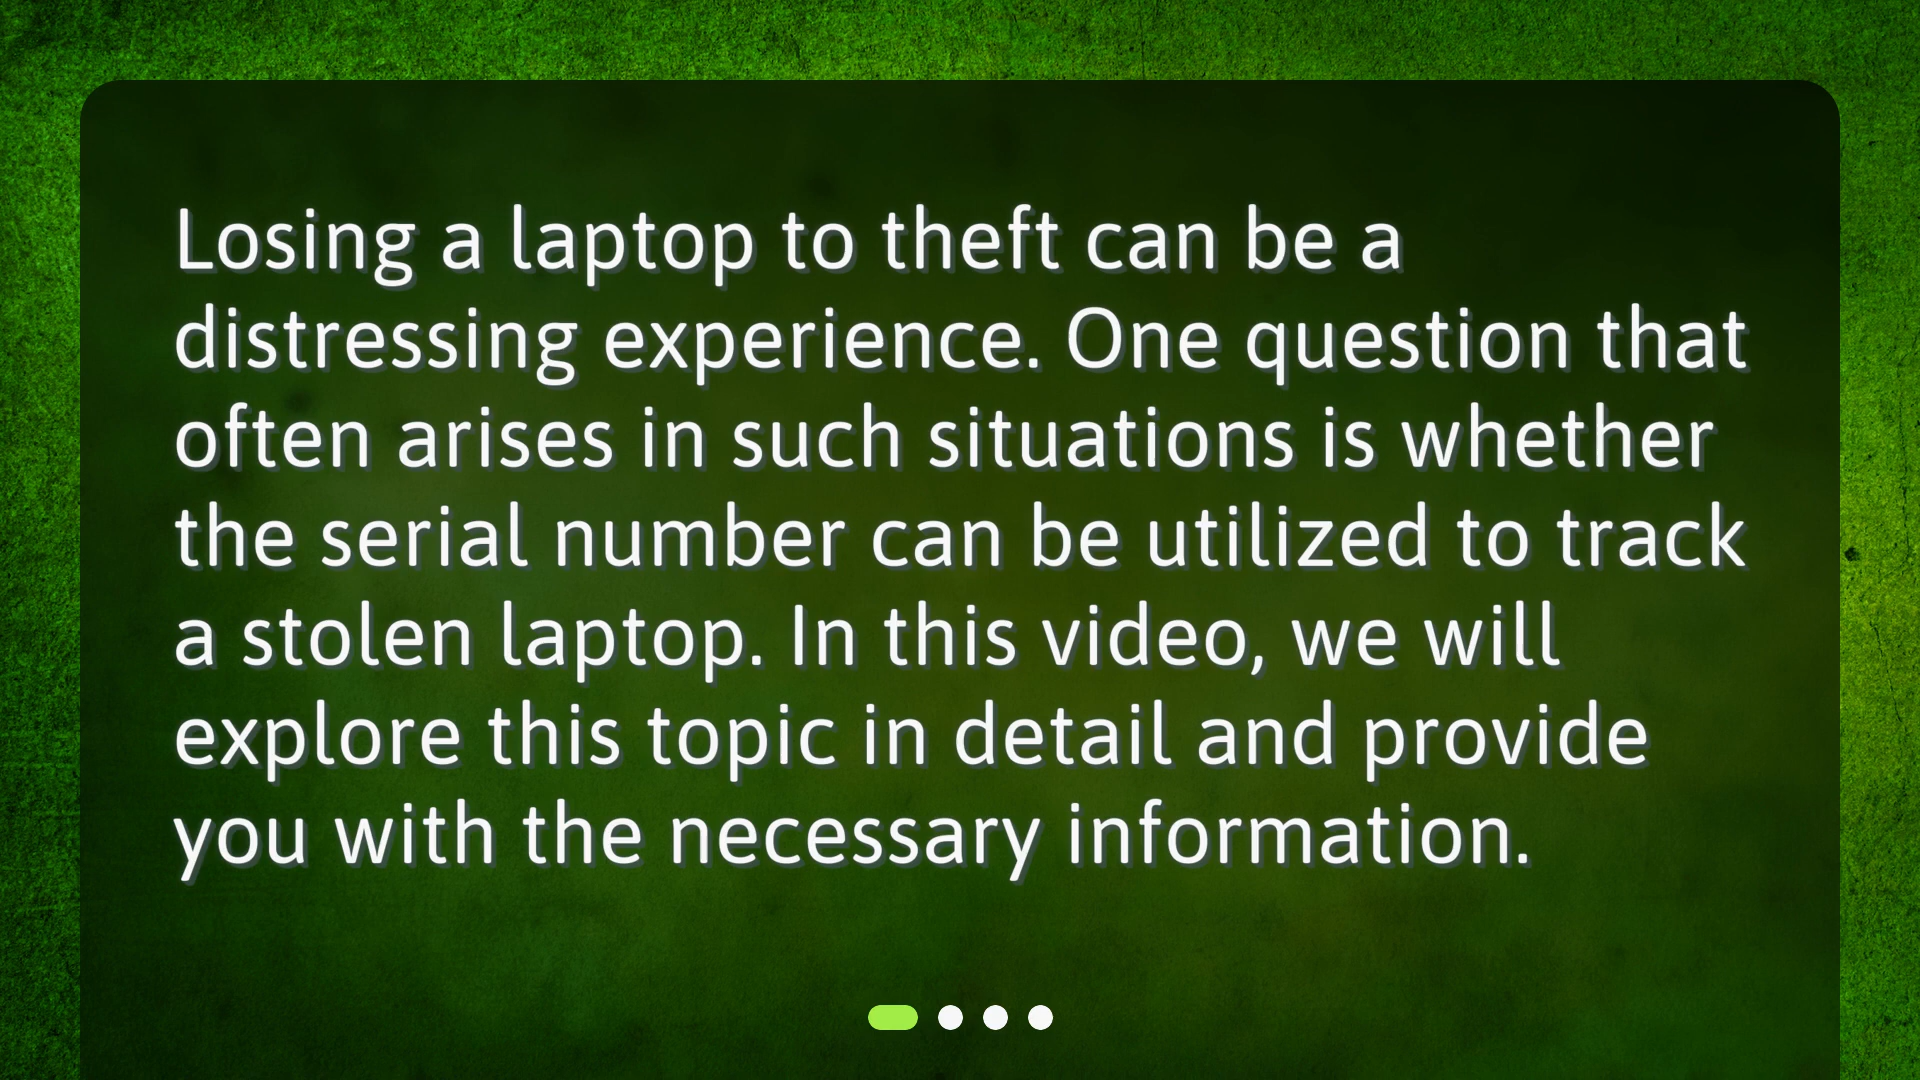 Losing a laptop to theft can be a
distressing experience. One question that
often arises in such situations is whether
the serial number can be utilized to track
a stolen laptop. In this video, we will
explore this topic in detail and provide
you with the necessary information.